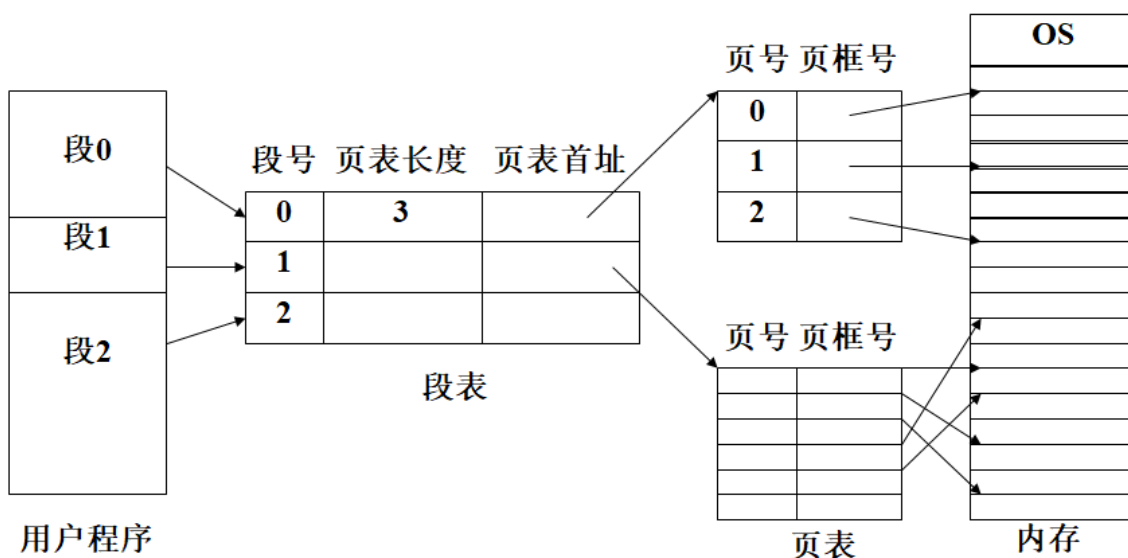 OS
页号 页框号
0
1
2
段0
段1
段2
段号 页表长度 页表首址
0 3
1
2
段表
页号 页框号
用户程序
页表
内存